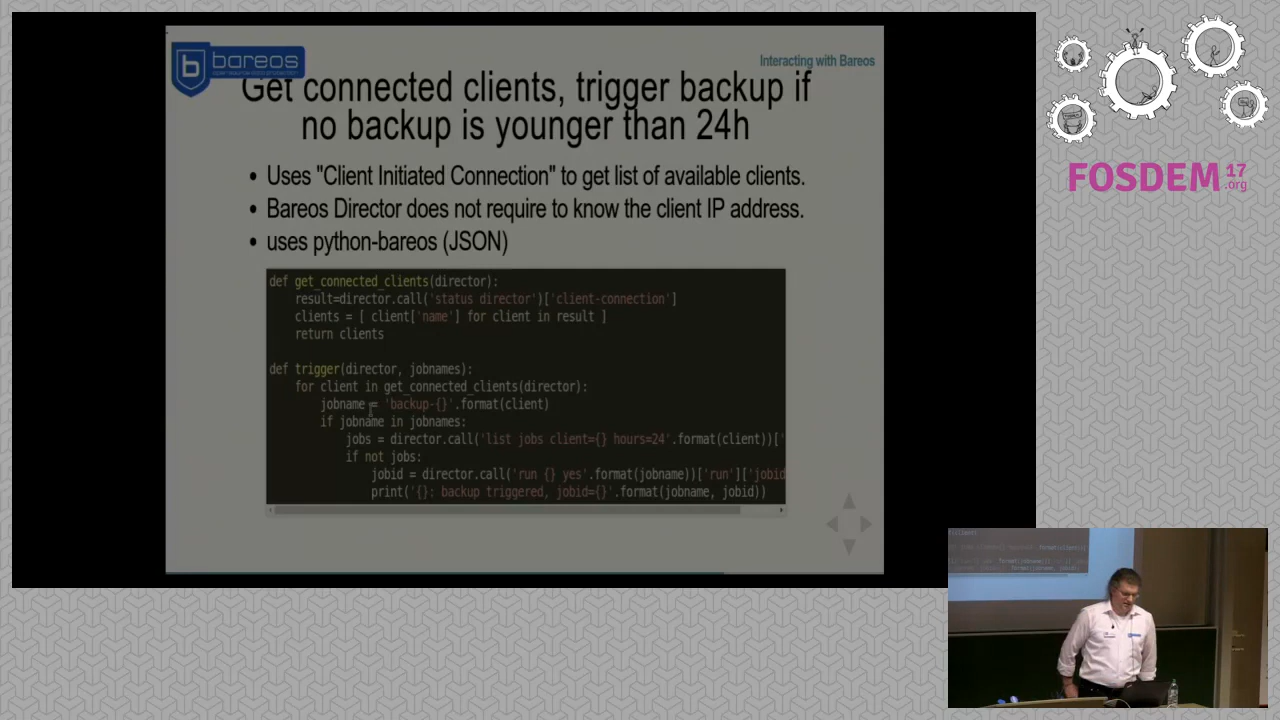 bareos
Interacting with Bareos
Get connected clients, trigger backup if
no backup is younger than 24h
• Uses "Client Initiated Connection" to get list of available clients.
• Bareos Director does not require to know the client IP address.
• uses python-bareos (JSON)
def get_connected_clients(director):
result=director.call('status director')['client-connection']
clients = [ client['name'] for client in result ]
return clients
def trigger(director, jobnames):
for client in get_connected_clients(director):
jobname = 'backup-{}'.format(client)
if jobname in jobnames:
jobs = director.call('list jobs client={} hours=24'.format(client))['
if not jobs:
jobid = director.call('run {} yes'.format(jobname))['run']['jobid
print('{}: backup triggered, jobid={}'.format(jobname, jobid))
FOSDEM 17
.org